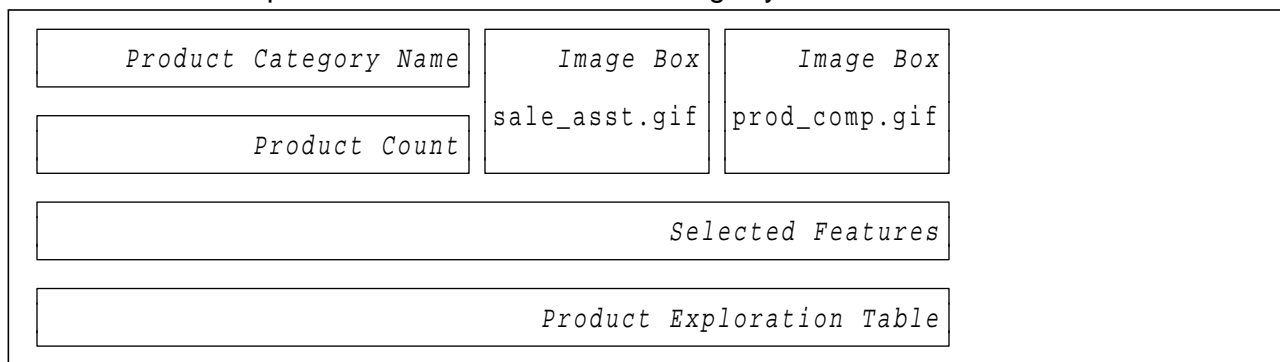 Product Category Name
Image Box
Image Box
sale_asst.gif
prod_comp.gif
Product Count
Selected Features
Product Exploration Table